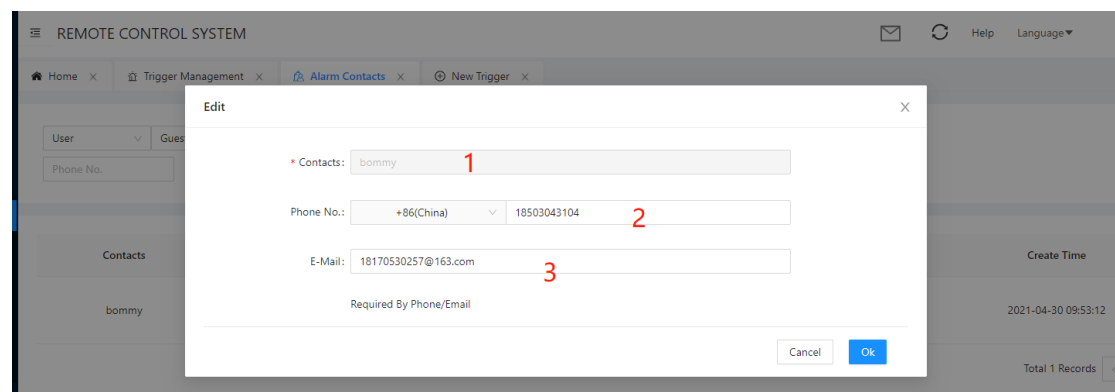 REMOTE CONTROL SYSTEM Help Language
Home Trigger Management Alarm Contacts New Trigger
Edit
User
* Contacts: bommy 1
Phone No.
Phone No.: +86(China) 18503043104 2
E-Mail: 18170530257@163.com 3
Contacts Create Time
Required By Phone/Email
bommy 2021-04-30 09:53:12
Cancel Ok
Total 1 Records